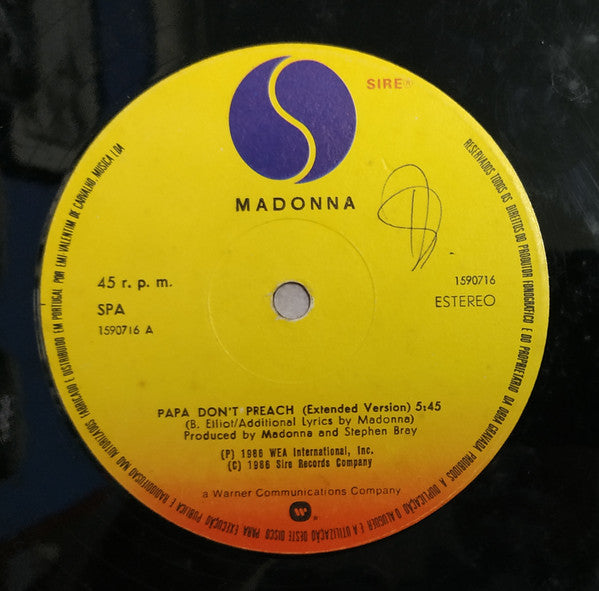 SIRE®
MADONNA
45 r. p. m.
SPA
1590716 A
1590716
ESTEREO
PAPA DON'T PREACH (Extended Version) 5:45
(B. Elliot/Additional Lyrics by Madonna)
Produced by Madonna and Stephen Bray
(P) 1986 WEA International, Inc.
(C) 1986 Sire Records Company
a Warner Communications Company
W®
RESERVADOS TODOS OS DIREITOS DO PRODUTOR FONOGRÁFICO E DO PROPRIETÁRIO DA OBRA GRAVADA PROIBIDOS A DUPLICAÇÃO O ALUGUER E A UTILIZAÇÃO DESTE DISCO PARA EXECUÇÃO PÚBLICA E RADIODIFUSÃO NÃO AUTORIZADOS FABRICADO E DISTRIBUÍDO EM PORTUGAL POR EMI-VALENTIM DE CARVALHO, MÚSICA LDA